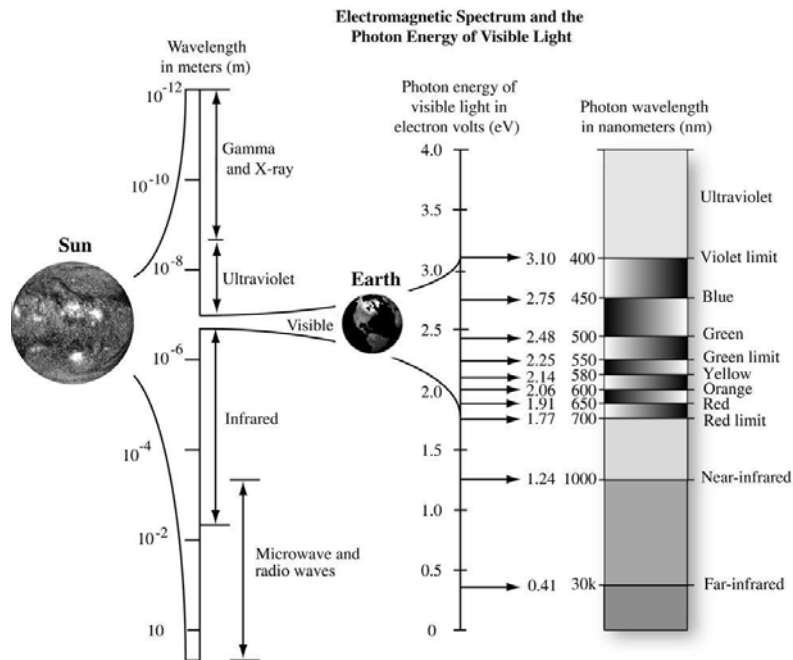 Electromagnetic Spectrum and the
Photon Energy of Visible Light
Wavelength
in meters (m)
10-12
10-10
10-8
10-6
10-4
10-2
10
Gamma
and X-ray
Ultraviolet
Visible
Infrared
Microwave and
radio waves
Sun
Earth
Photon energy of
visible light in
electron volts (eV)
4.0
3.5
3.0
2.5
2.0
1.5
1.0
0.5
0
Photon wavelength
in nanometers (nm)
Ultraviolet
3.10 400 Violet limit
2.75 450 Blue
2.48 500 Green
2.25 550 Green limit
2.14 580 Yellow
2.06 600 Orange
1.91 650 Red
1.77 700 Red limit
1.24 1000 Near-infrared
0.41 30k Far-infrared